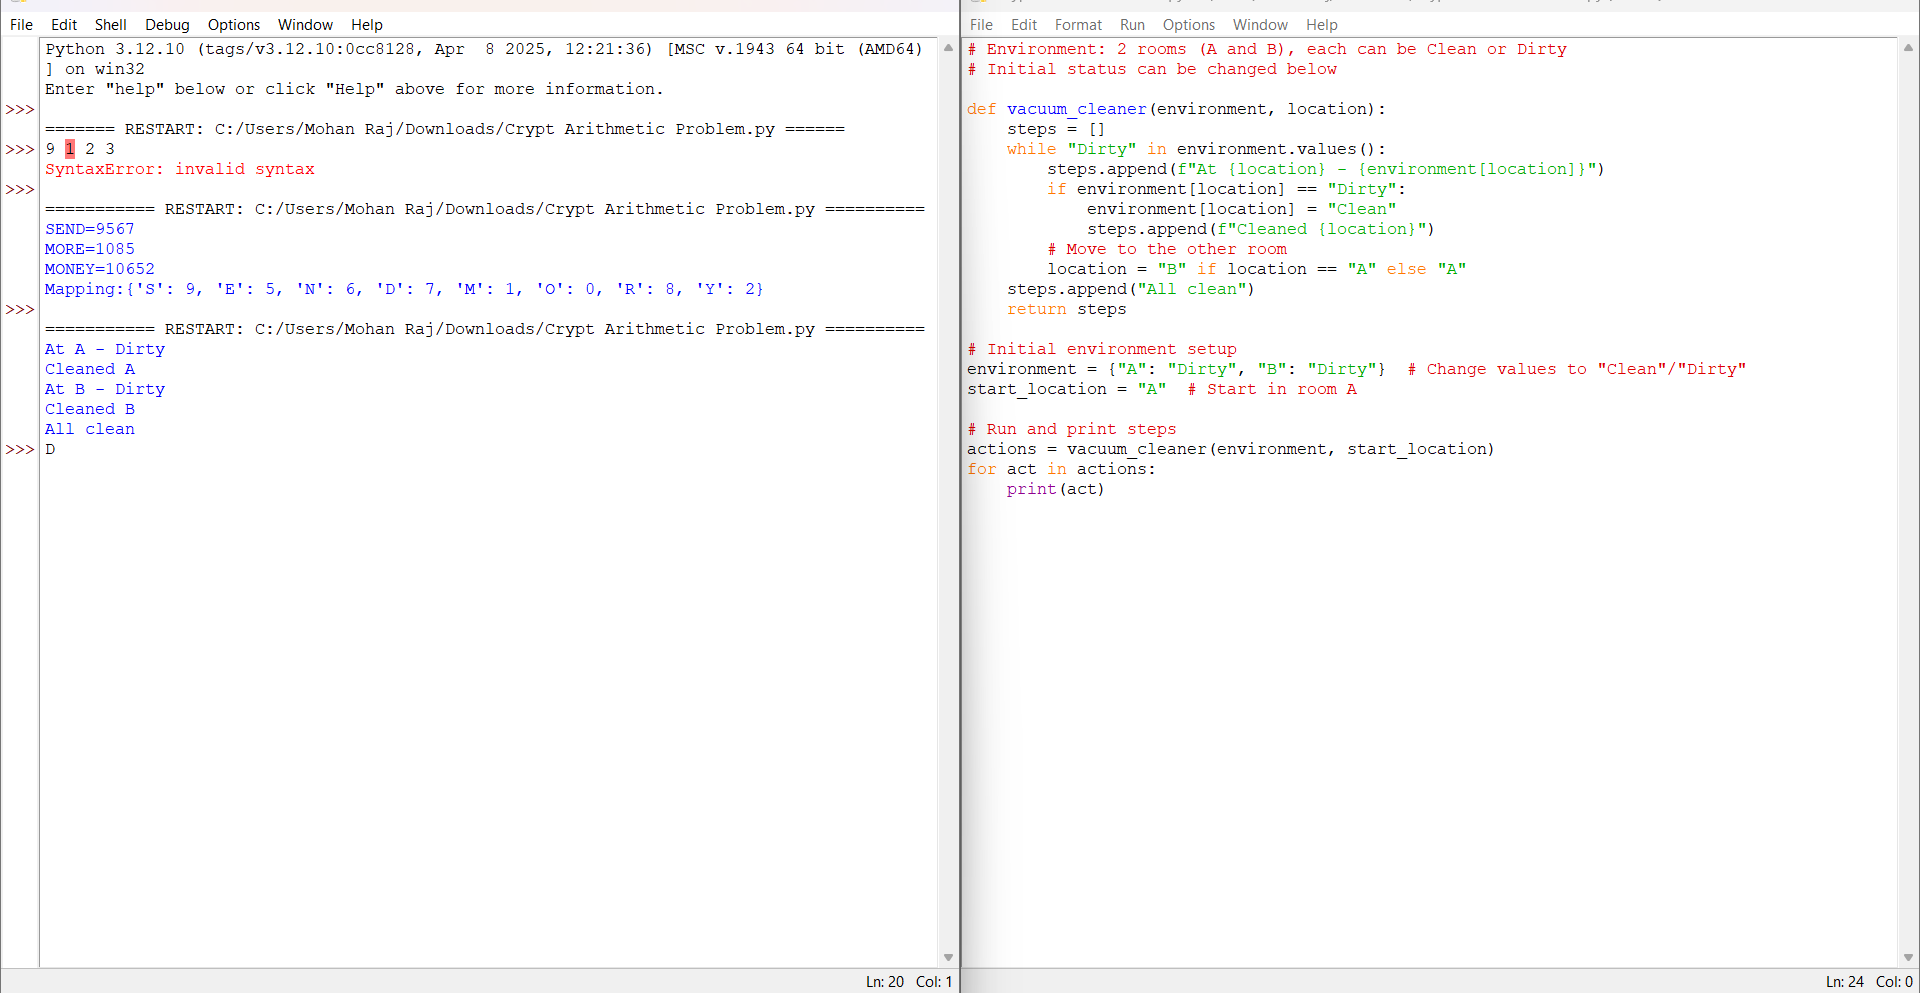 File Edit Shell Debug Options Window Help
Python 3.12.10 (tags/v3.12.10:0cc8128, Apr  8 2025, 12:21:36) [MSC v.1943 64 bit (AMD64)
] on win32
Enter "help" below or click "Help" above for more information.
>>>
======= RESTART: C:/Users/Mohan Raj/Downloads/Crypt Arithmetic Problem.py ======
>>> 9 1 2 3
SyntaxError: invalid syntax
>>>
=========== RESTART: C:/Users/Mohan Raj/Downloads/Crypt Arithmetic Problem.py ==========
SEND=9567
MORE=1085
MONEY=10652
Mapping:{'S': 9, 'E': 5, 'N': 6, 'D': 7, 'M': 1, 'O': 0, 'R': 8, 'Y': 2}
>>>
=========== RESTART: C:/Users/Mohan Raj/Downloads/Crypt Arithmetic Problem.py ==========
At A - Dirty
Cleaned A
At B - Dirty
Cleaned B
All clean
>>> D
Ln: 20 Col: 1
File Edit Format Run Options Window Help
# Environment: 2 rooms (A and B), each can be Clean or Dirty
# Initial status can be changed below
def vacuum_cleaner(environment, location):
    steps = []
    while "Dirty" in environment.values():
        steps.append(f"At {location} - {environment[location]}")
        if environment[location] == "Dirty":
            environment[location] = "Clean"
            steps.append(f"Cleaned {location}")
        # Move to the other room
        location = "B" if location == "A" else "A"
    steps.append("All clean")
    return steps
# Initial environment setup
environment = {"A": "Dirty", "B": "Dirty"}  # Change values to "Clean"/"Dirty"
start_location = "A"  # Start in room A
# Run and print steps
actions = vacuum_cleaner(environment, start_location)
for act in actions:
    print(act)
Ln: 24 Col: 0